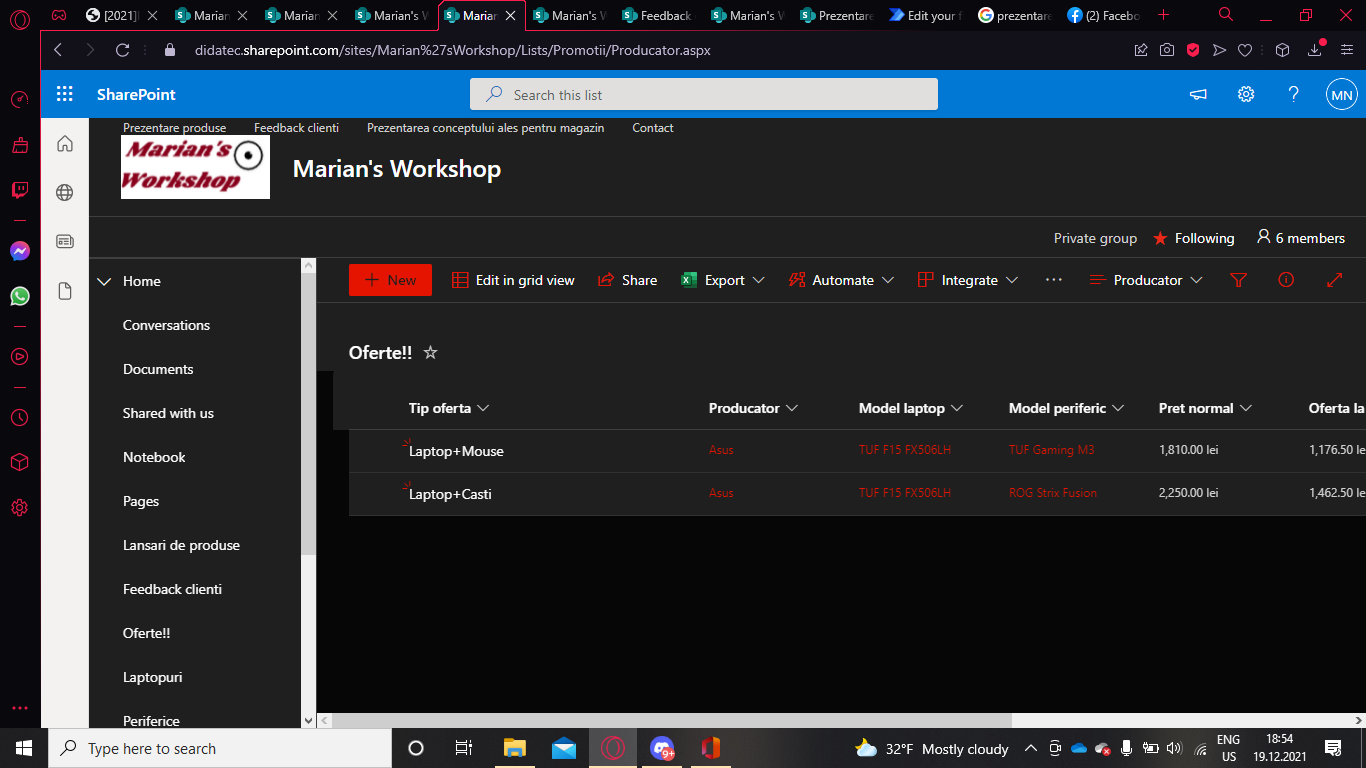 [2021]
Marian
Marian
Marian's W
Marian
Marian's W
Feedback
Marian's W
Prezentare
Edit your f
prezentare
(2) Facebo
didatec.sharepoint.com/sites/Marian%27sWorkshop/Lists/Promotii/Producator.aspx
SharePoint
Search this list
MN
Prezentare produse Feedback clienti Prezentarea conceptului ales pentru magazin Contact
Marian's
Workshop
Marian's Workshop
Private group Following 6 members
Home
Conversations
Documents
Shared with us
Notebook
Pages
Lansari de produse
Feedback clienti
Oferte!!
Laptopuri
Periferice
New Edit in grid view Share Export Automate Integrate Producator
Oferte!!
Tip oferta Producator Model laptop Model periferic Pret normal Oferta la
Laptop+Mouse Asus TUF F15 FX506LH TUF Gaming M3 1,810.00 lei 1,176.50 le
Laptop+Casti Asus TUF F15 FX506LH ROG Strix Fusion 2,250.00 lei 1,462.50 le
Type here to search
9+
32°F Mostly cloudy
ENG
US
18:54
19.12.2021